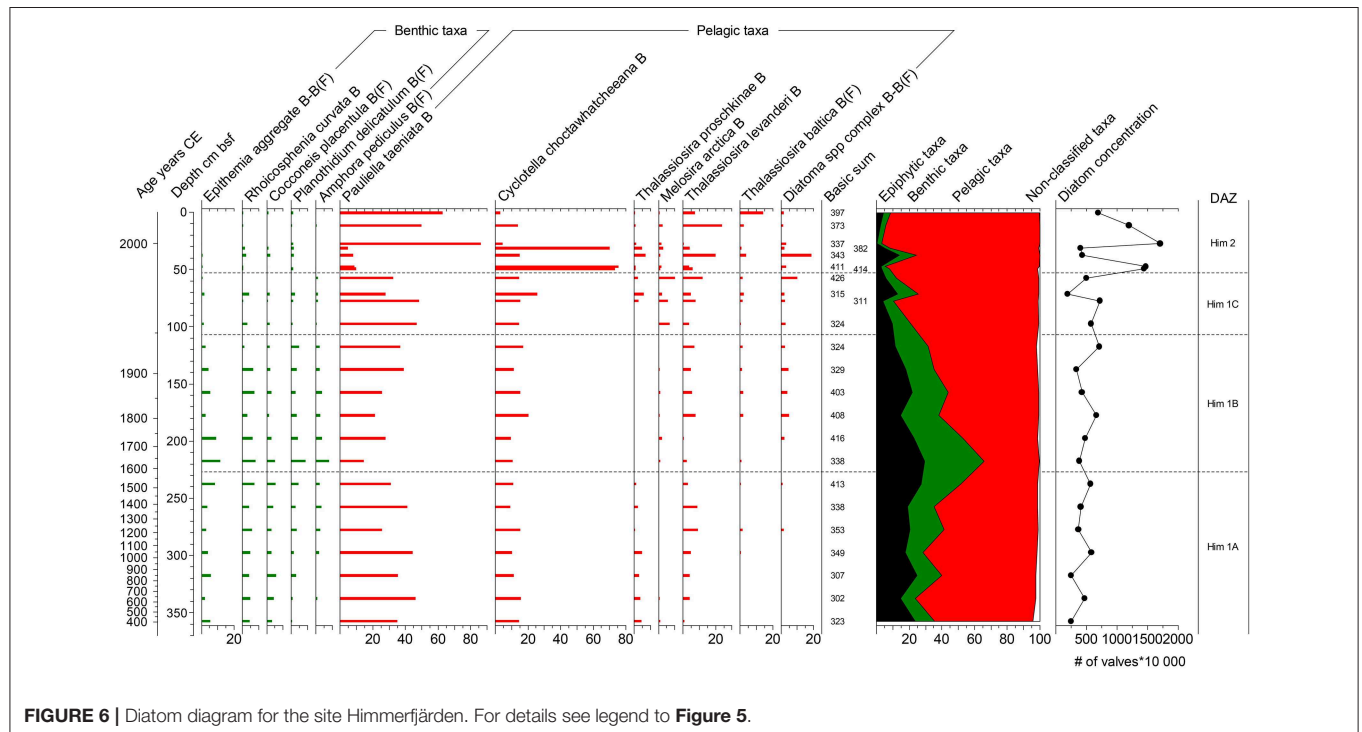 Benthic taxa
Pelagic taxa
Age years CE
Depth cm bsf
Epithemia aggregate B-B(F)
Rhoicosphenia curvata B
Cocconeis placentula B(F)
Planothidium delicatulum B(F)
Amphora pediculus B(F)
Pauliella taeniata B
Cyclotella choctawhatcheeana B
Thalassiosira proschkinae B
Melosira arctica B
Thalassiosira levanderi B
Thalassiosira baltica B(F)
Diatoma spp complex B-B(F)
Basic sum
Epiphytic taxa
Benthic taxa
Pelagic taxa
Non-classified taxa
Diatom concentration
DAZ
2000
1900
1800
1700
1600
1500
1400
1300
1200
1100
1000
900
800
700
600
500
400
0
50
100
150
200
250
300
350
397
373
337
382
343
411
414
426
315
311
324
324
329
403
408
416
338
413
338
353
349
307
302
323
Him 2
Him 1C
Him 1B
Him 1A
20
20 40 60 80 100
20 40 60 80
20
20
20
20 40 60 80 100
500 1000 1500 2000
# of valves*10 000
FIGURE 6 | Diatom diagram for the site Himmerfjärden. For details see legend to Figure 5.